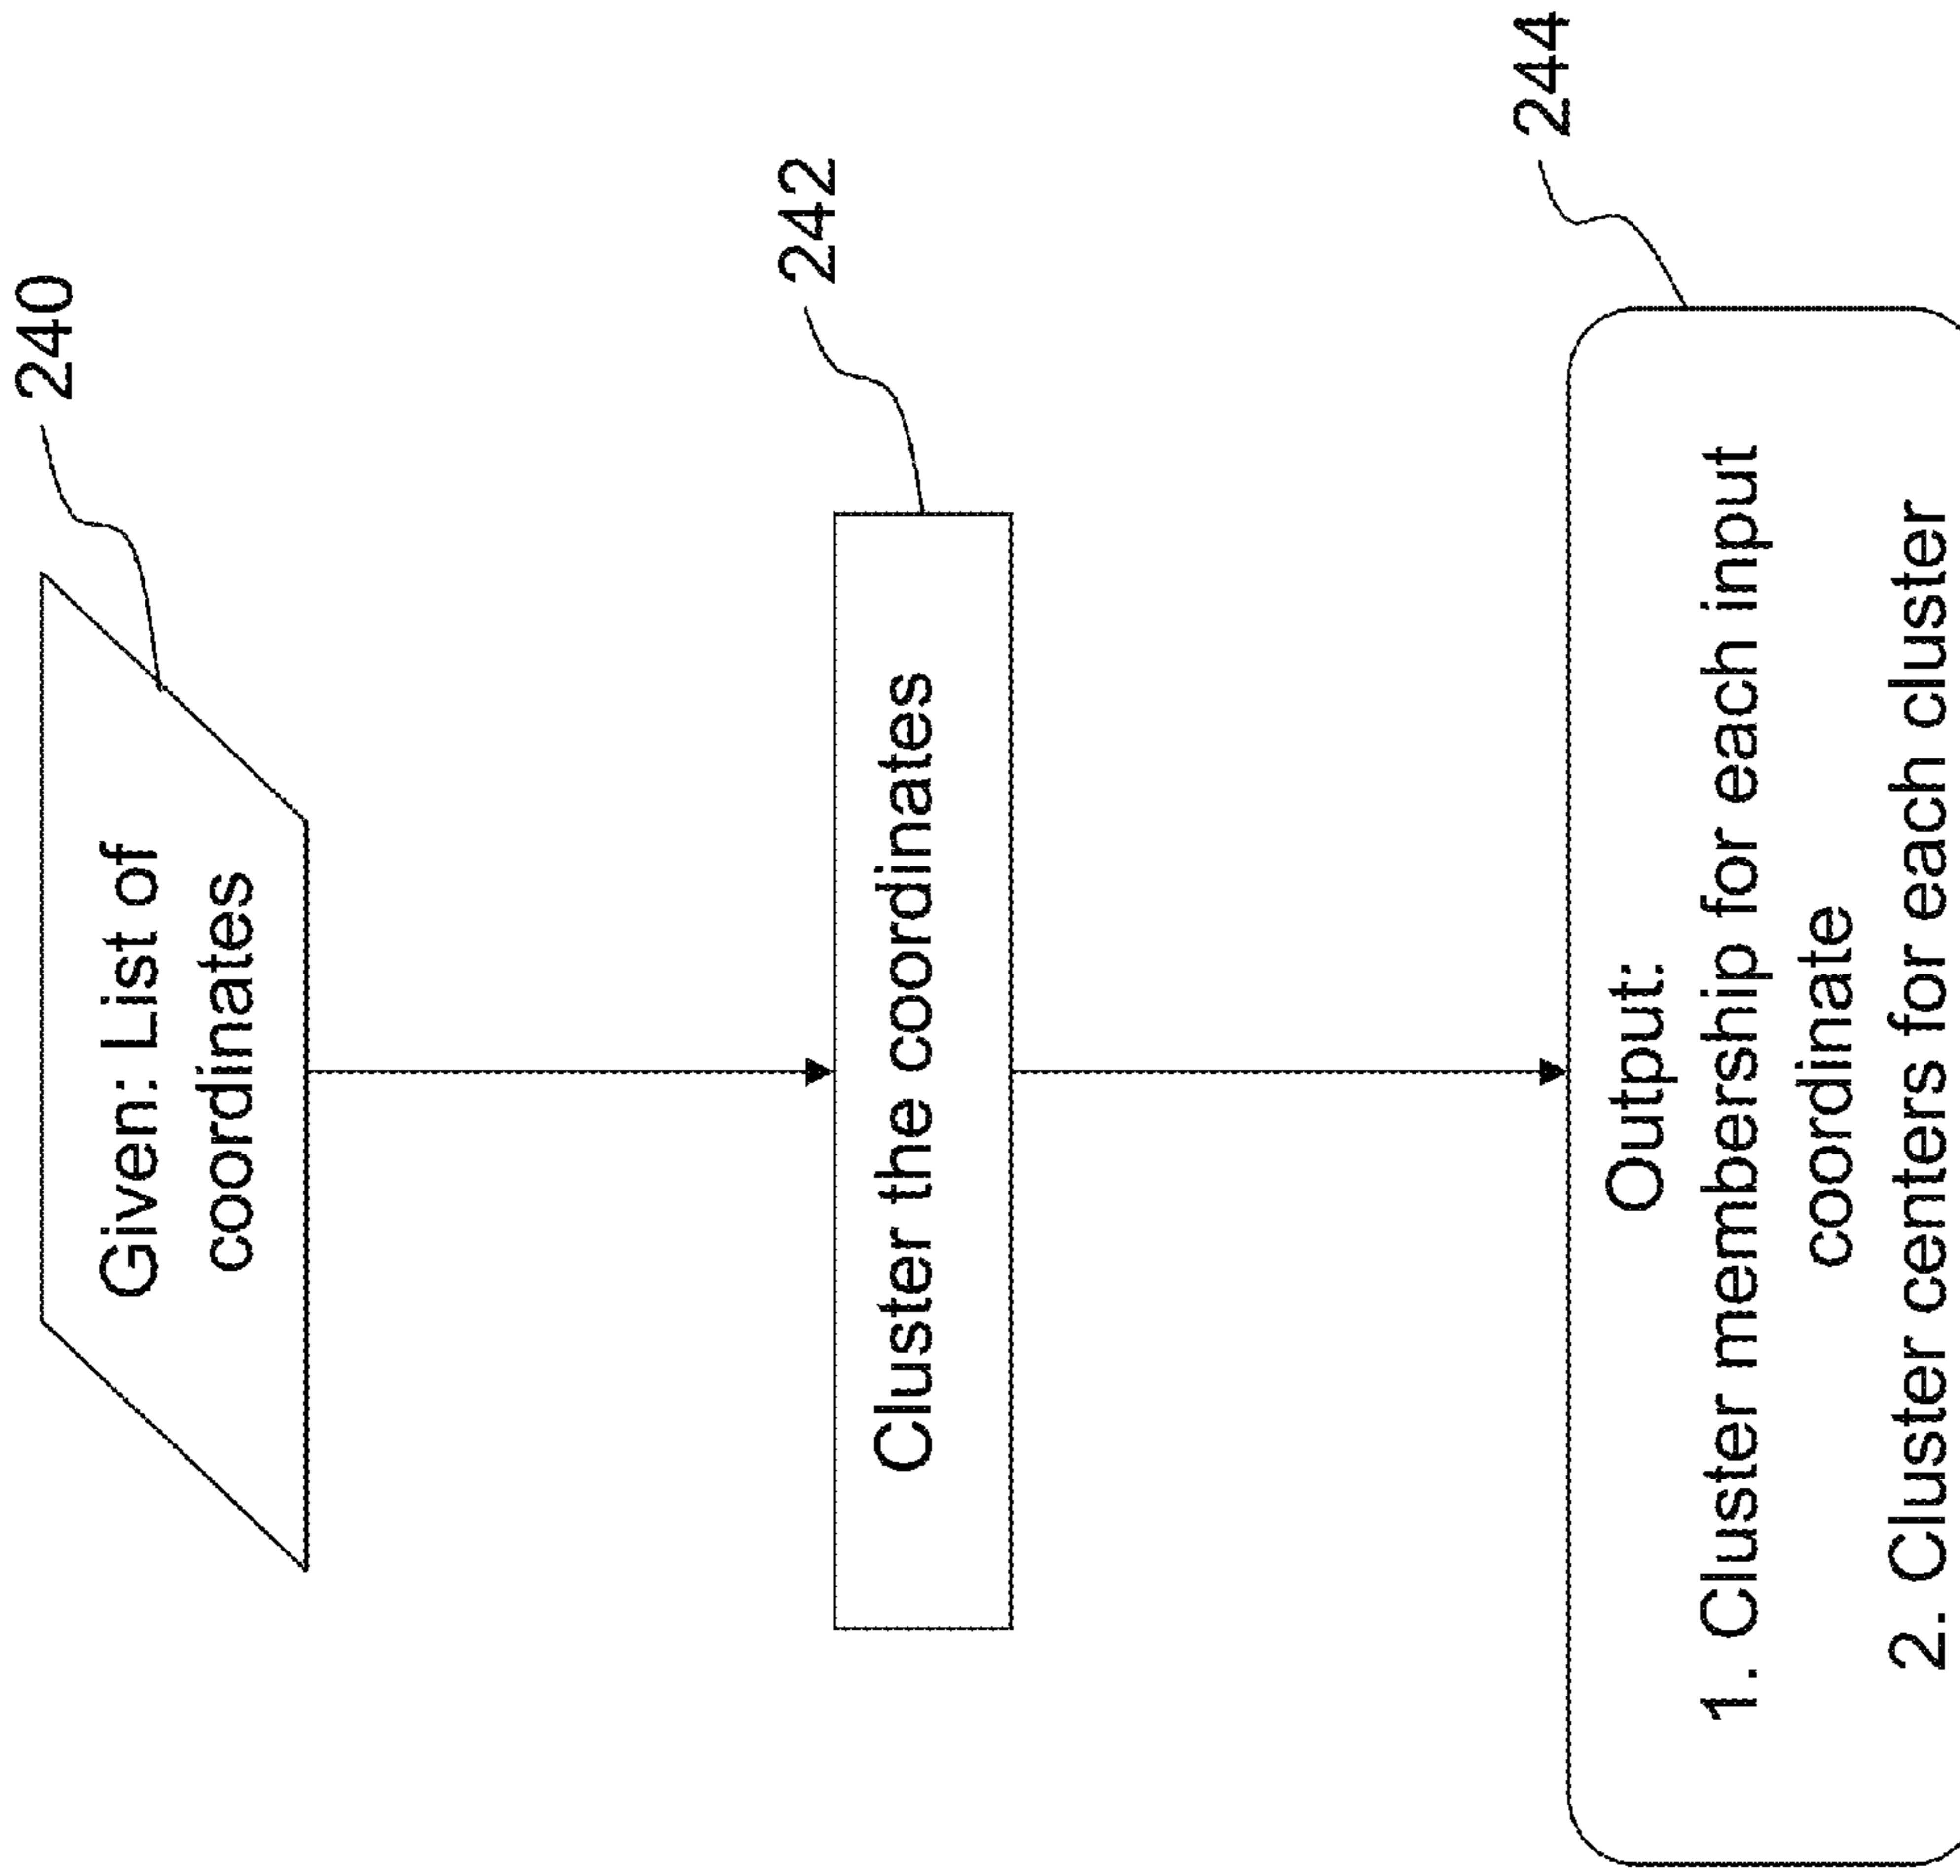 240
Given: List of
coordinates
242
Cluster the coordinates
244
Output:
1. Cluster membership for each input
coordinate
2. Cluster centers for each cluster